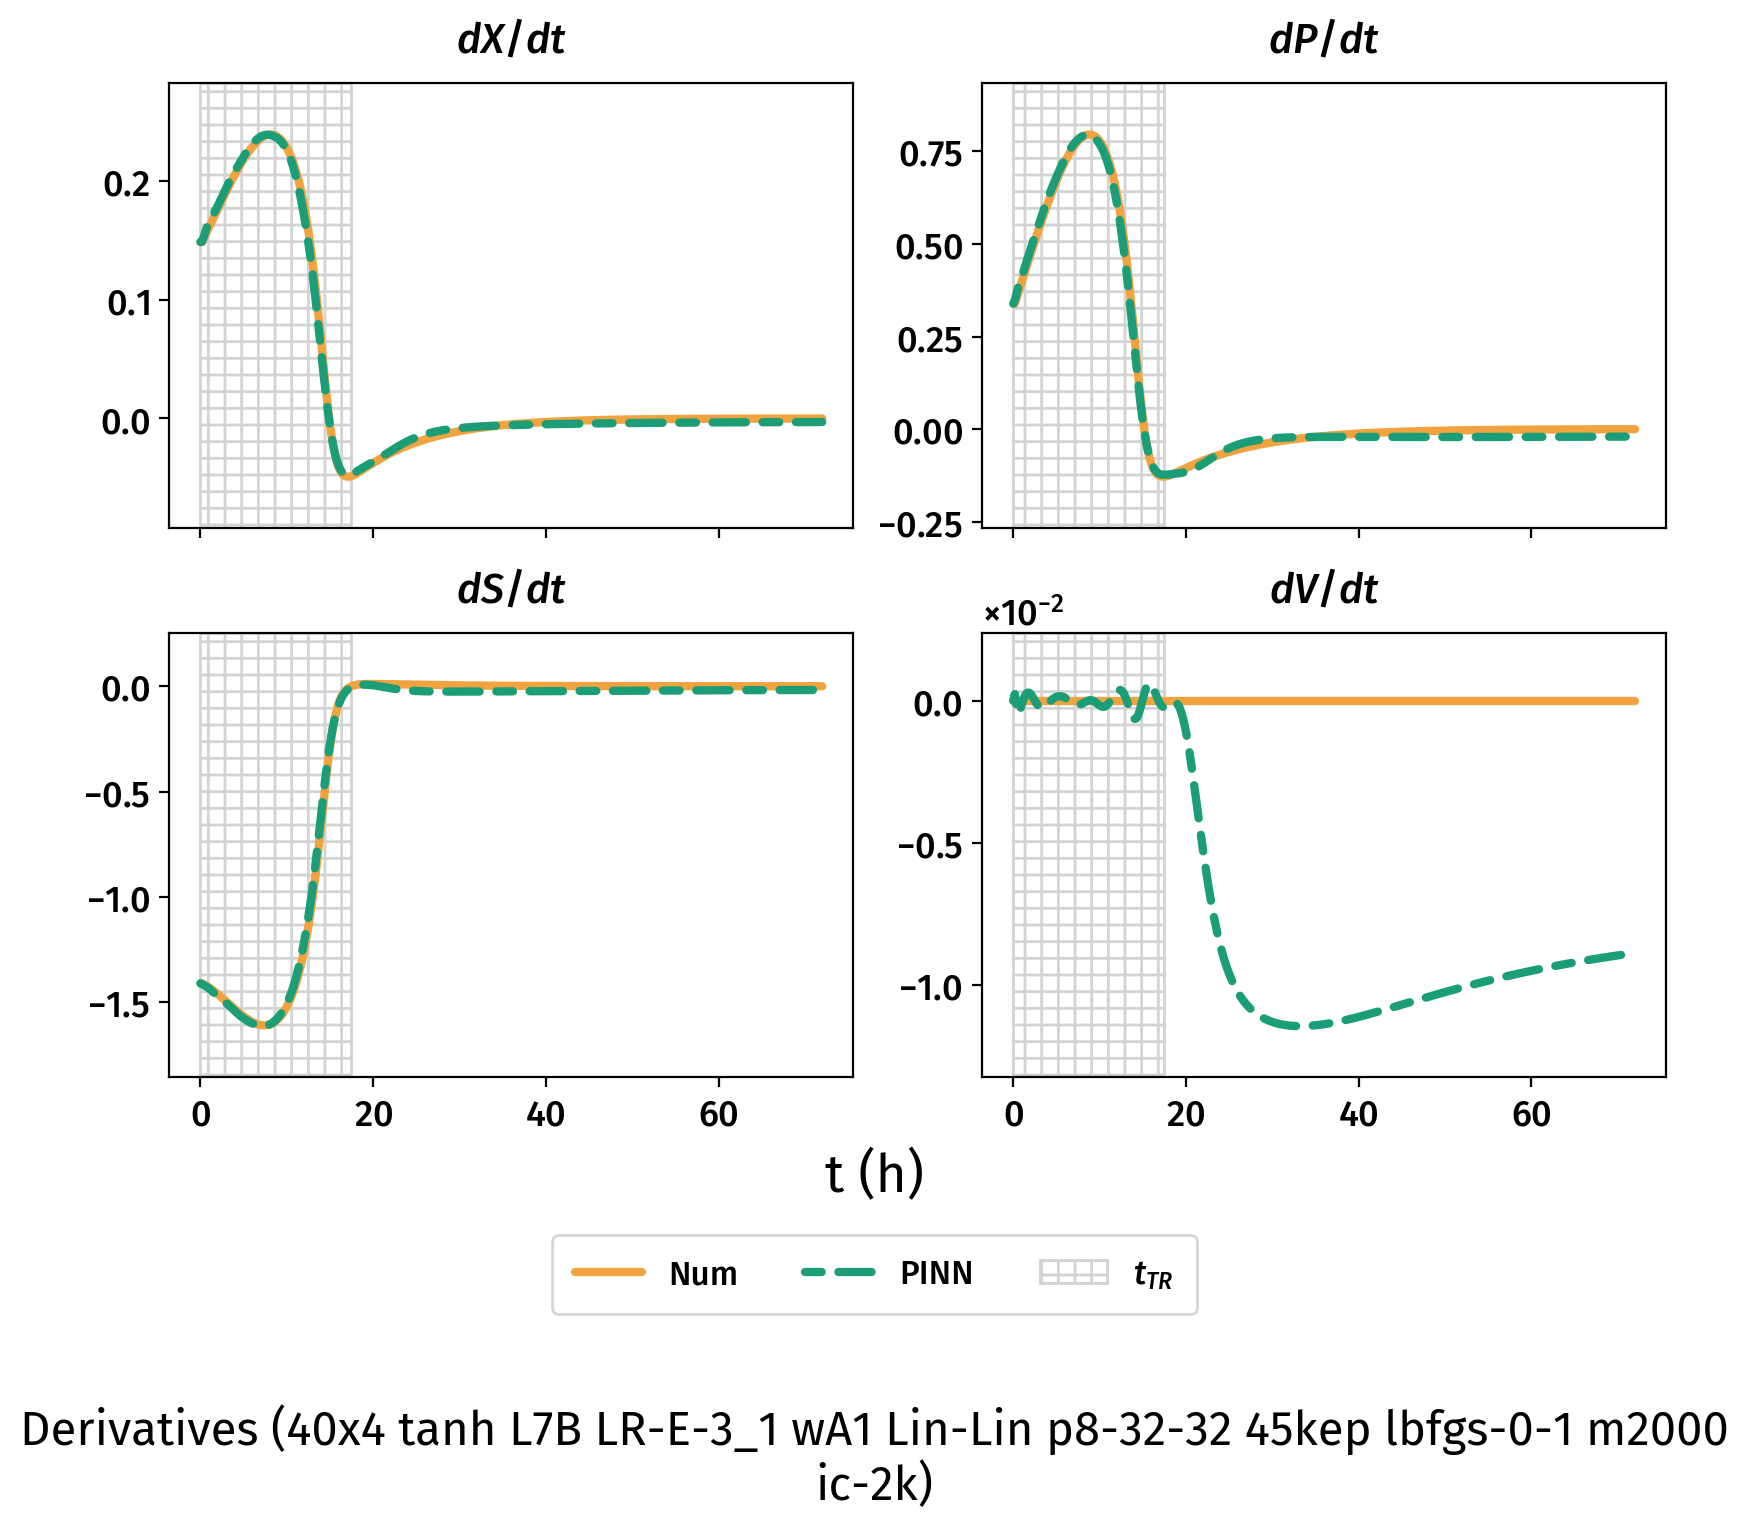 dX/dt
dP/dt
0.2
0.1
0.0
0.75
0.50
0.25
0.00
−0.25
dS/dt
dV/dt
×10⁻²
0.0
−0.5
−1.0
−1.5
0.0
−0.5
−1.0
0 20 40 60
0 20 40 60
t (h)
Num PINN t_TR
Derivatives (40x4 tanh L7B LR-E-3_1 wA1 Lin-Lin p8-32-32 45kep lbfgs-0-1 m2000
ic-2k)